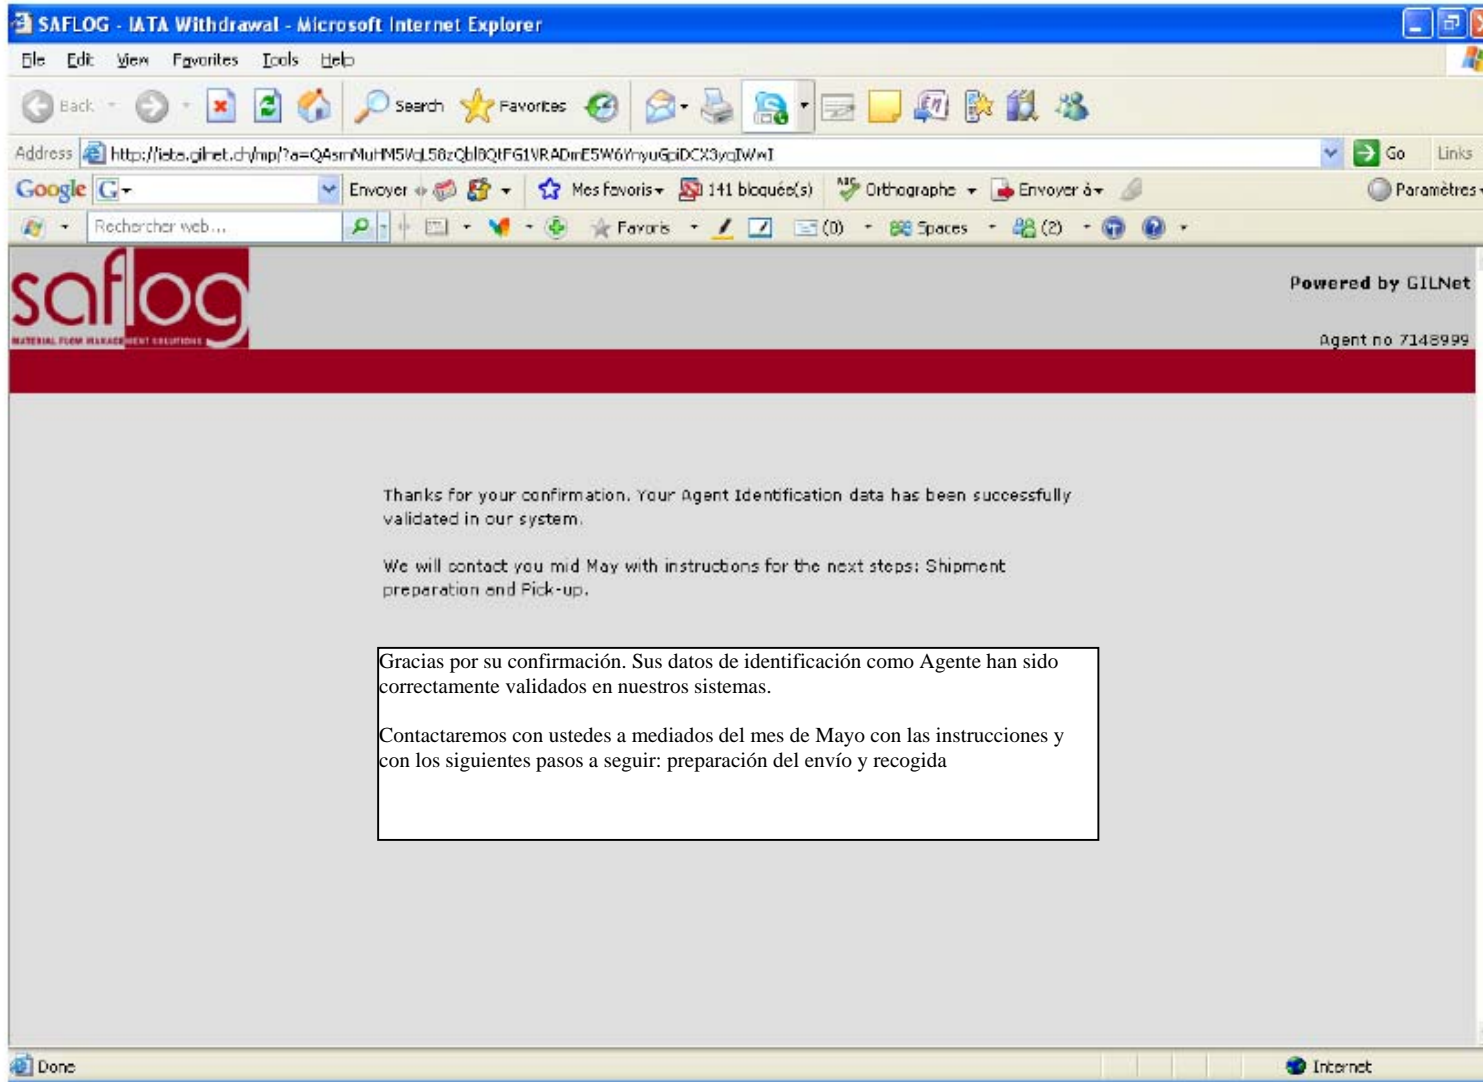 SAFLOG - IATA Withdrawal - Microsoft Internet Explorer
File Edit View Favorites Tools Help
Back Search Favorites
Address Go Links
Google G Envoyer Mes favoris 141 bloquée(s) Orthographe Envoyer à Paramètres
Rechercher web... Favoris (0) Spaces (2)
saflog
MATERIAL FLOW MANAGEMENT SOLUTIONS
Powered by GILNet
Agent no 7148999
Thanks for your confirmation. Your Agent Identification data has been successfully
validated in our system.
We will contact you mid May with instructions for the next steps: Shipment
preparation and Pick-up.
Gracias por su confirmación. Sus datos de identificación como Agente han sido
correctamente validados en nuestros sistemas.
Contactaremos con ustedes a mediados del mes de Mayo con las instrucciones y
con los siguientes pasos a seguir: preparación del envío y recogida
Done Internet